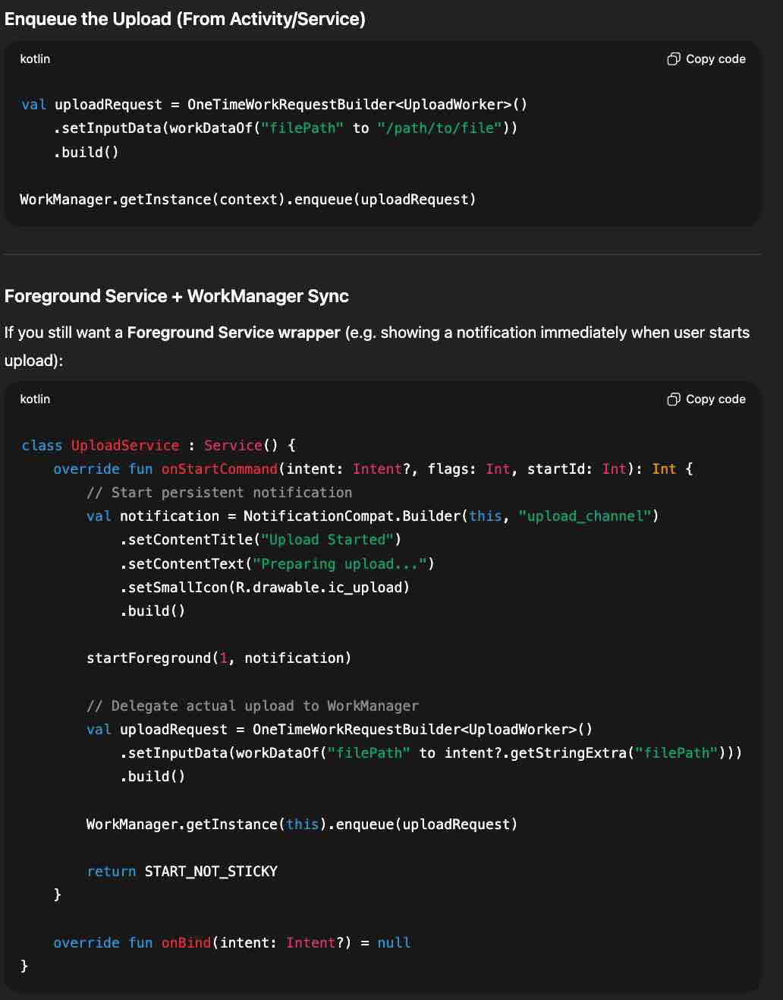 Enqueue the Upload (From Activity/Service)
kotlin
Copy code
val uploadRequest = OneTimeWorkRequestBuilder<UploadWorker>()
    .setInputData(workDataOf("filePath" to "/path/to/file"))
    .build()
WorkManager.getInstance(context).enqueue(uploadRequest)
Foreground Service + WorkManager Sync
If you still want a Foreground Service wrapper (e.g. showing a notification immediately when user starts
upload):
kotlin
Copy code
class UploadService : Service() {
    override fun onStartCommand(intent: Intent?, flags: Int, startId: Int): Int {
        // Start persistent notification
        val notification = NotificationCompat.Builder(this, "upload_channel")
            .setContentTitle("Upload Started")
            .setContentText("Preparing upload...")
            .setSmallIcon(R.drawable.ic_upload)
            .build()
        startForeground(1, notification)
        // Delegate actual upload to WorkManager
        val uploadRequest = OneTimeWorkRequestBuilder<UploadWorker>()
            .setInputData(workDataOf("filePath" to intent?.getStringExtra("filePath")))
            .build()
        WorkManager.getInstance(this).enqueue(uploadRequest)
        return START_NOT_STICKY
    }
    override fun onBind(intent: Intent?) = null
}